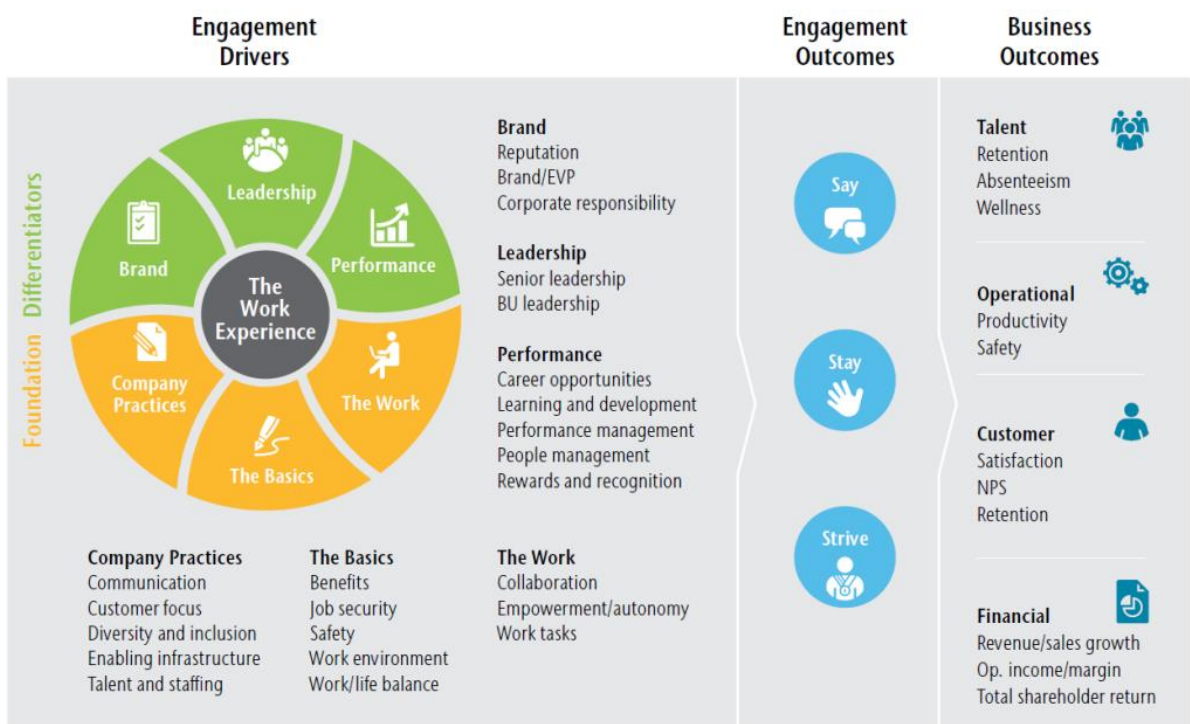 Engagement
Drivers
Engagement
Outcomes
Business
Outcomes
Foundation Differentiators
Leadership
Performance
Brand
The
Work
Experience
Company
Practices
The Work
The Basics
Brand
Reputation
Brand/EVP
Corporate responsibility
Leadership
Senior leadership
BU leadership
Performance
Career opportunities
Learning and development
Performance management
People management
Rewards and recognition
Company Practices
Communication
Customer focus
Diversity and inclusion
Enabling infrastructure
Talent and staffing
The Basics
Benefits
Job security
Safety
Work environment
Work/life balance
The Work
Collaboration
Empowerment/autonomy
Work tasks
Say
Stay
Strive
Talent
Retention
Absenteeism
Wellness
Operational
Productivity
Safety
Customer
Satisfaction
NPS
Retention
Financial
Revenue/sales growth
Op. income/margin
Total shareholder return